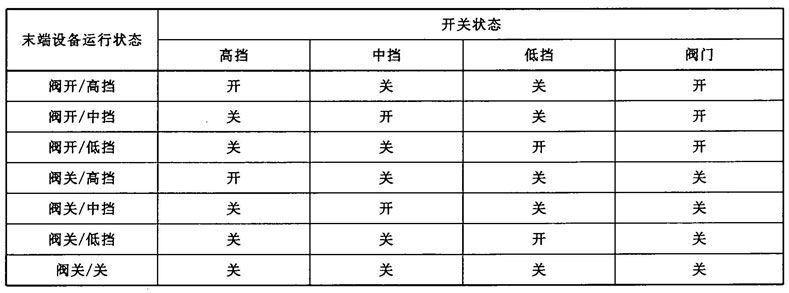 末端设备运行状态 开关状态
高挡 中挡 低挡 阀门
阀开/高挡 开 关 关 开
阀开/中挡 关 开 关 开
阀开/低挡 关 关 开 开
阀关/高挡 开 关 关 关
阀关/中挡 关 开 关 关
阀关/低挡 关 关 开 关
阀关/关 关 关 关 关